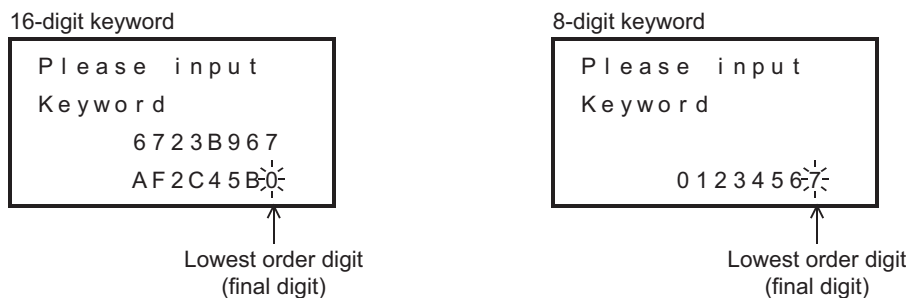 16-digit keyword
Please input
Keyword
6723B967
AF2C45B0
Lowest order digit
(final digit)
8-digit keyword
Please input
Keyword
01234567
Lowest order digit
(final digit)